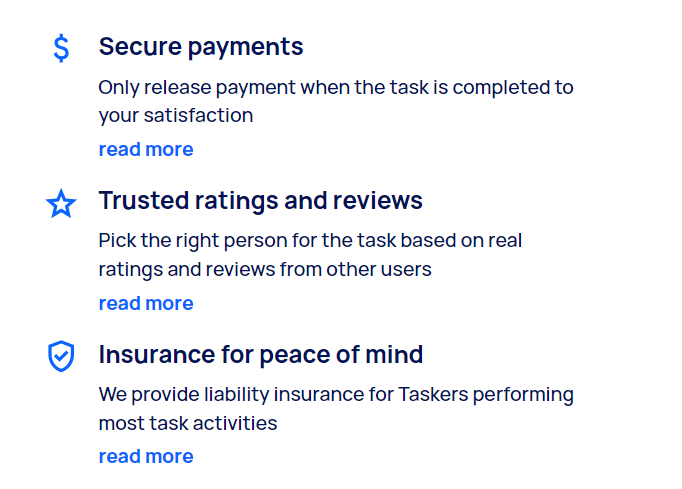 Secure payments
Only release payment when the task is completed to
your satisfaction
read more
Trusted ratings and reviews
Pick the right person for the task based on real
ratings and reviews from other users
read more
Insurance for peace of mind
We provide liability insurance for Taskers performing
most task activities
read more